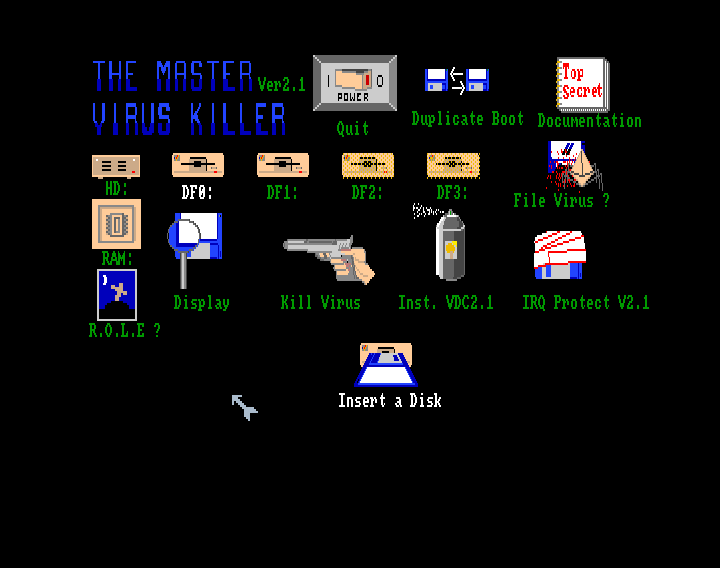 THE MASTER Ver2.1
VIRUS KILLER
I O
POWER
Quit
Duplicate Boot
Top
Secret
Documentation
HD:
DF0:
DF1:
DF2:
DF3:
File Virus ?
RAM:
Display
Kill Virus
Inst. VDC2.1
IRQ Protect V2.1
R.O.L.E ?
Insert a Disk